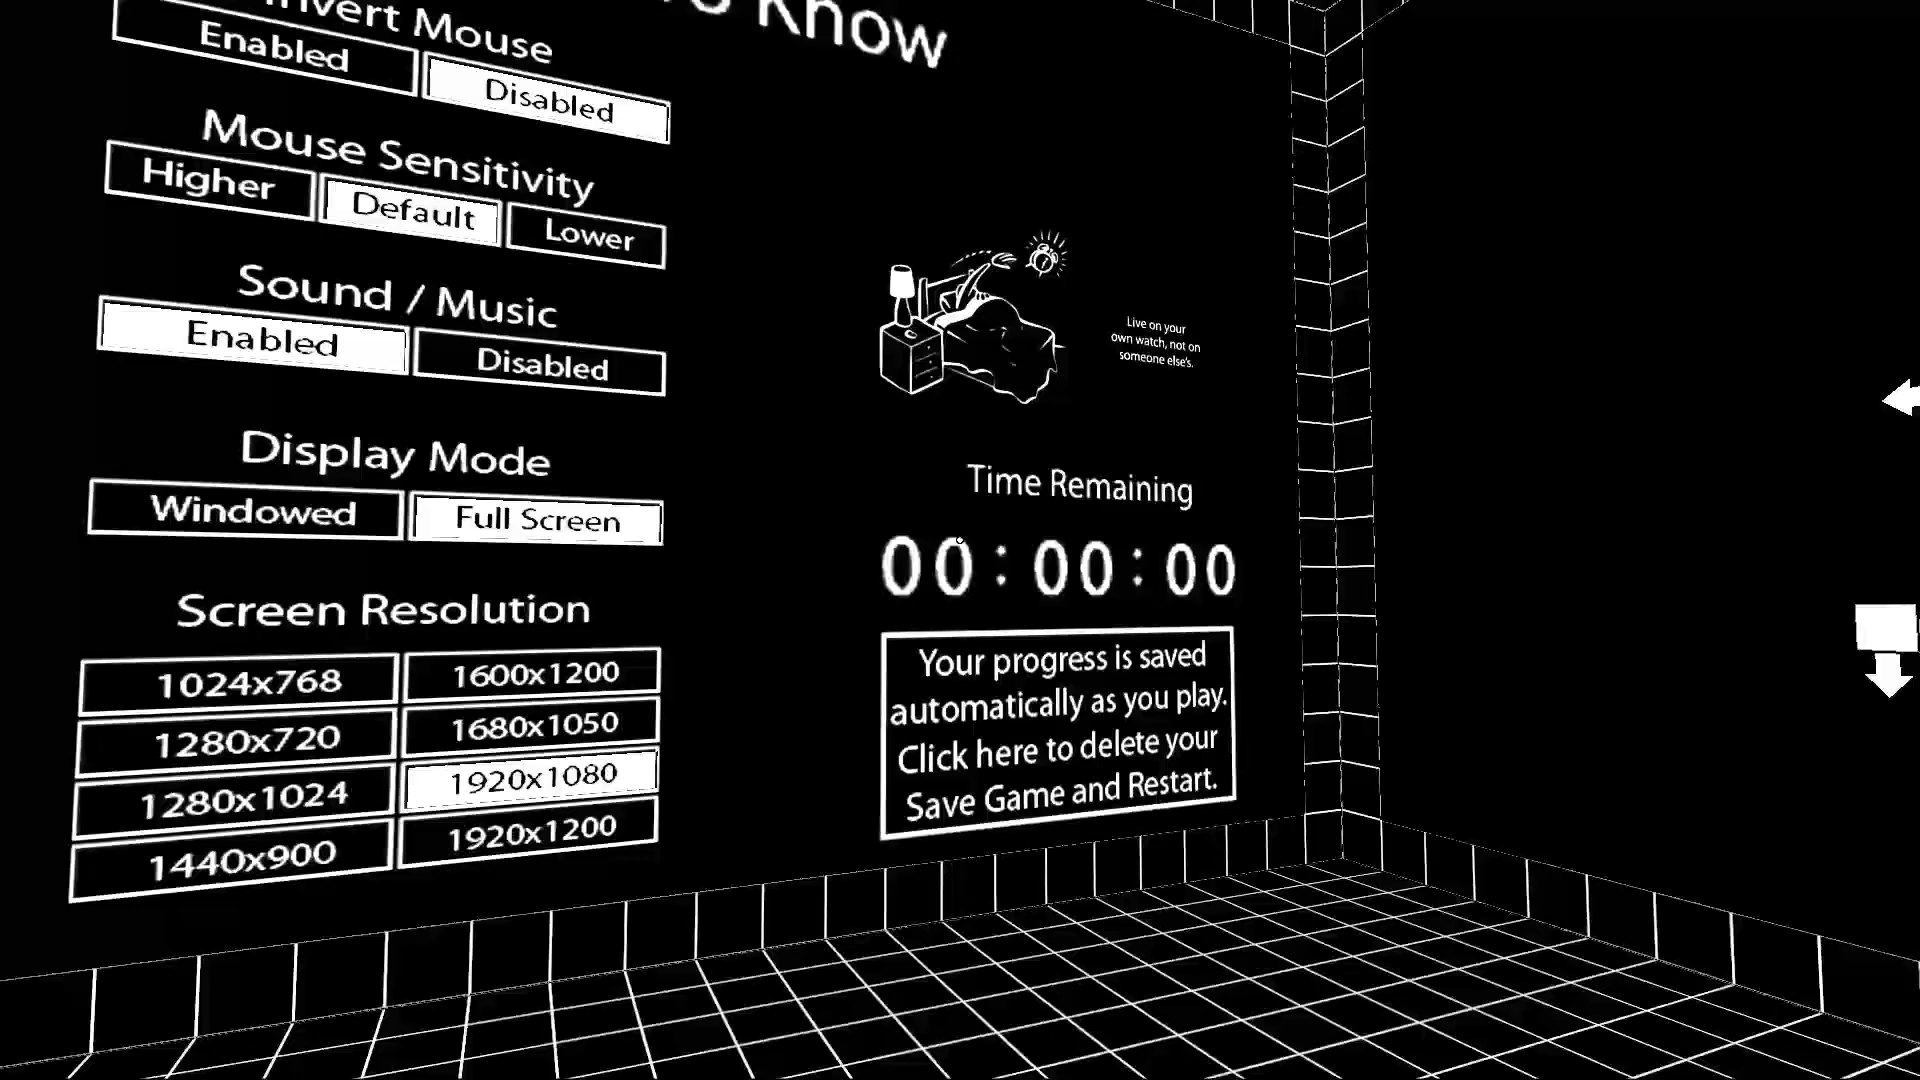 Know
Invert Mouse
Enabled
Disabled
Mouse Sensitivity
Higher
Default
Lower
Sound / Music
Enabled
Disabled
Display Mode
Windowed
Full Screen
Screen Resolution
1024x768
1600x1200
1280x720
1680x1050
1280x1024
1920x1080
1440x900
1920x1200
Live on your
own watch, not on
someone else's.
Time Remaining
00:00:00
Your progress is saved
automatically as you play.
Click here to delete your
Save Game and Restart.